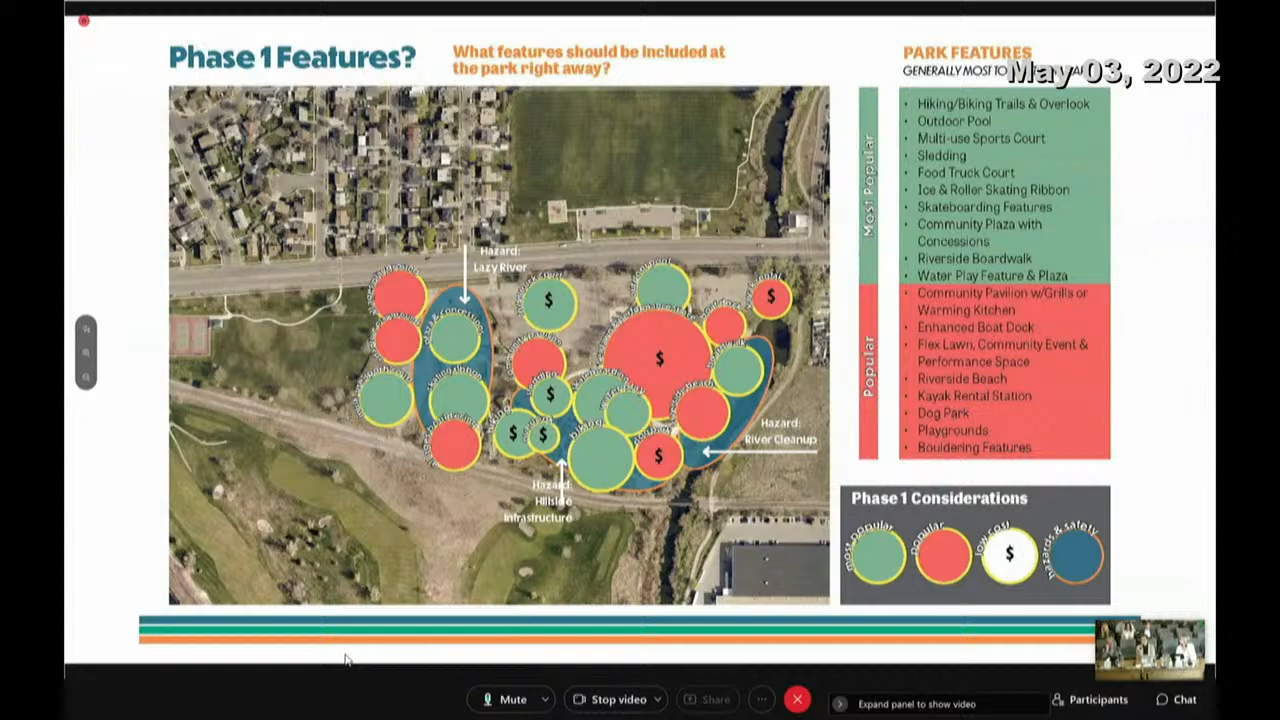 Phase 1 Features?
What features should be included at
the park right away?
PARK FEATURES
GENERALLY MOST TO
May 03, 2022
Most Popular
Hiking/Biking Trails & Overlook
Outdoor Pool
Multi-use Sports Court
Sledding
Food Truck Court
Ice & Roller Skating Ribbon
Skateboarding Features
Community Plaza with
Concessions
Riverside Boardwalk
Water Play Feature & Plaza
Popular
Community Pavilion w/Grills or
Warming Kitchen
Enhanced Boat Dock
Flex Lawn, Community Event &
Performance Space
Riverside Beach
Kayak Rental Station
Dog Park
Playgrounds
Bouldering Features
Hazard:
Lazy River
$
$
$
$
$
$
$
Hazard:
River Cleanup
Hazard:
Hillside
Infrastructure
Phase 1 Considerations
most popular
popular
low cost
hazards & safety
$
Mute
Stop video
Share
Expand panel to show video
Participants
Chat